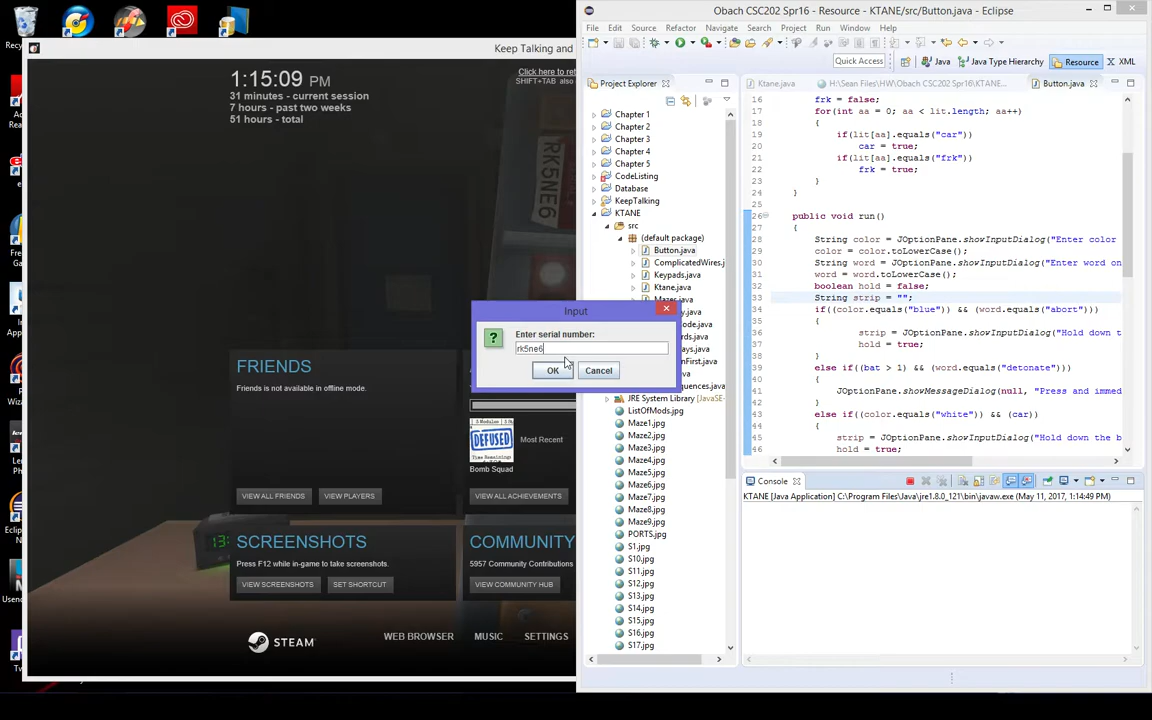 Obach CSC202 Spr16 - Resource - KTANE/src/Button.java - Eclipse
File Edit Source Refactor Navigate Search Project Run Window Help
Quick Access Java Java Type Hierarchy Resource XML
Keep Talking and
Click here to ret
SHIFT+TAB also
1:15:09 PM
31 minutes - current session
7 hours - past two weeks
51 hours - total
RK5NE6
FRIENDS
Friends is not available in offline mode.
VIEW ALL FRIENDS VIEW PLAYERS
DEFUSED
Most Recent
Bomb Squad
VIEW ALL ACHIEVEMENTS
SCREENSHOTS
Press F12 while in-game to take screenshots.
VIEW SCREENSHOTS SET SHORTCUT
COMMUNITY
5957 Community Contributions
VIEW COMMUNITY HUB
STEAM WEB BROWSER MUSIC SETTINGS
Input
Enter serial number:
rk5ne6
OK Cancel
Project Explorer
Chapter 1
Chapter 2
Chapter 3
Chapter 4
Chapter 5
CodeListing
Database
KeepTalking
KTANE
src
(default package)
Button.java
ComplicatedWires.j
Keypads.java
Ktane.java
JRE System Library [JavaSE-
ListOfMods.jpg
Maze1.jpg
Maze2.jpg
Maze3.jpg
Maze4.jpg
Maze5.jpg
Maze6.jpg
Maze7.jpg
Maze8.jpg
Maze9.jpg
PORTS.jpg
S1.jpg
S10.jpg
S11.jpg
S12.jpg
S13.jpg
S14.jpg
S15.jpg
S16.jpg
S17.jpg
Ktane.java H:\Sean Files\HW\Obach CSC202 Spr16\KTANE... Button.java
16 frk = false;
17 for(int aa = 0; aa < lit.length; aa++)
18 {
19 if(lit[aa].equals("car"))
20 car = true;
21 if(lit[aa].equals("frk"))
22 frk = true;
23 }
24 }
25
26 public void run()
27 {
28 String color = JOptionPane.showInputDialog("Enter color
29 color = color.toLowerCase();
30 String word = JOptionPane.showInputDialog("Enter word on
31 word = word.toLowerCase();
32 boolean hold = false;
33 String strip = "";
34 if((color.equals("blue")) && (word.equals("abort"))
35 {
36 strip = JOptionPane.showInputDialog("Hold down t
37 hold = true;
38 }
39 else if((bat > 1) && (word.equals("detonate"))
40 {
41 JOptionPane.showMessageDialog(null, "Press and immed
42 }
43 else if((color.equals("white") && (car))
44 {
45 strip = JOptionPane.showInputDialog("Hold down the b
46 hold = true;
Console
KTANE [Java Application] C:\Program Files\Java\jre1.8.0_121\bin\javaw.exe (May 11, 2017, 1:14:49 PM)